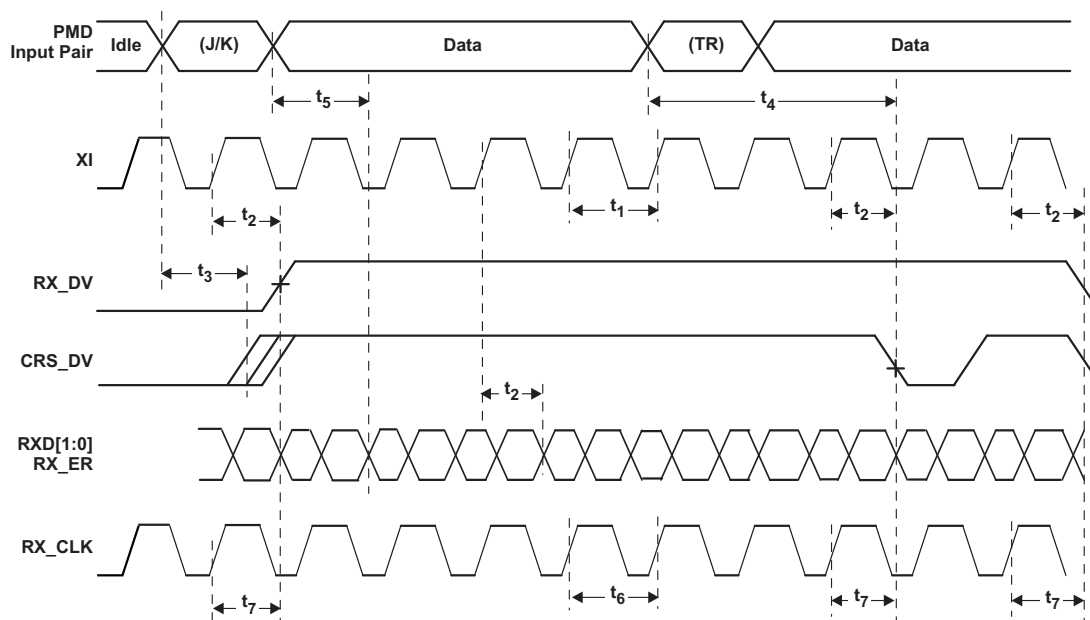 PMD
Input Pair
Idle
(J/K)
Data
(TR)
Data
t5
t4
XI
t2
t1
t2
t2
t3
RX_DV
CRS_DV
t2
RXD[1:0]
RX_ER
RX_CLK
t7
t6
t7
t7